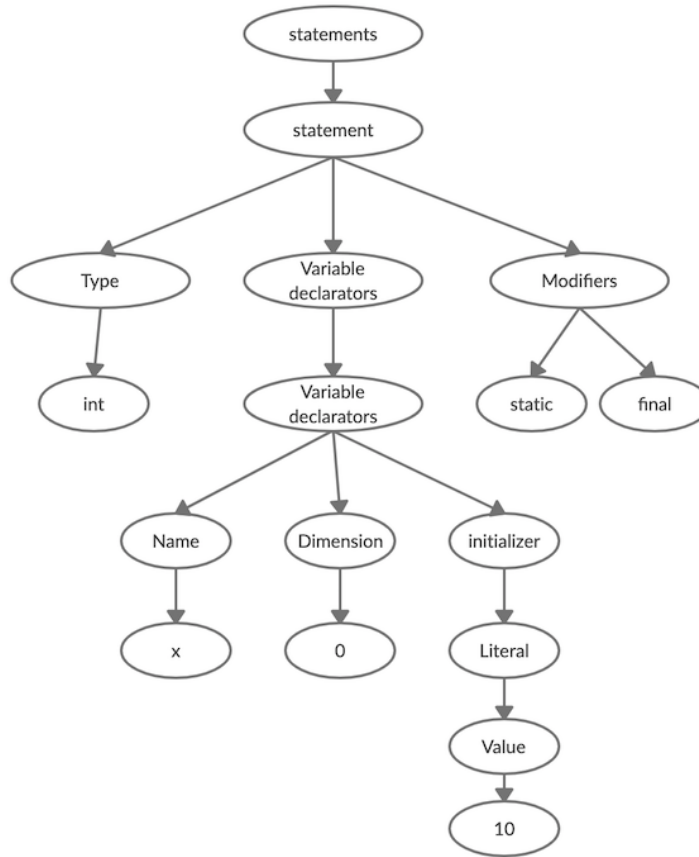 statements
statement
Type
Variable
declarators
Modifiers
int
Variable
declarators
static
final
Name
Dimension
initializer
x
0
Literal
Value
10